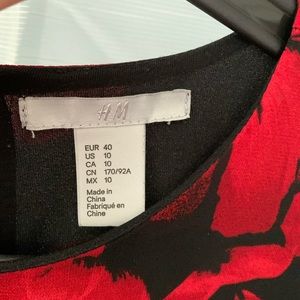 H&M
EUR 40
US 10
CA 10
CN 170/92A
MX 10
Made in
China
Fabriqué en
Chine